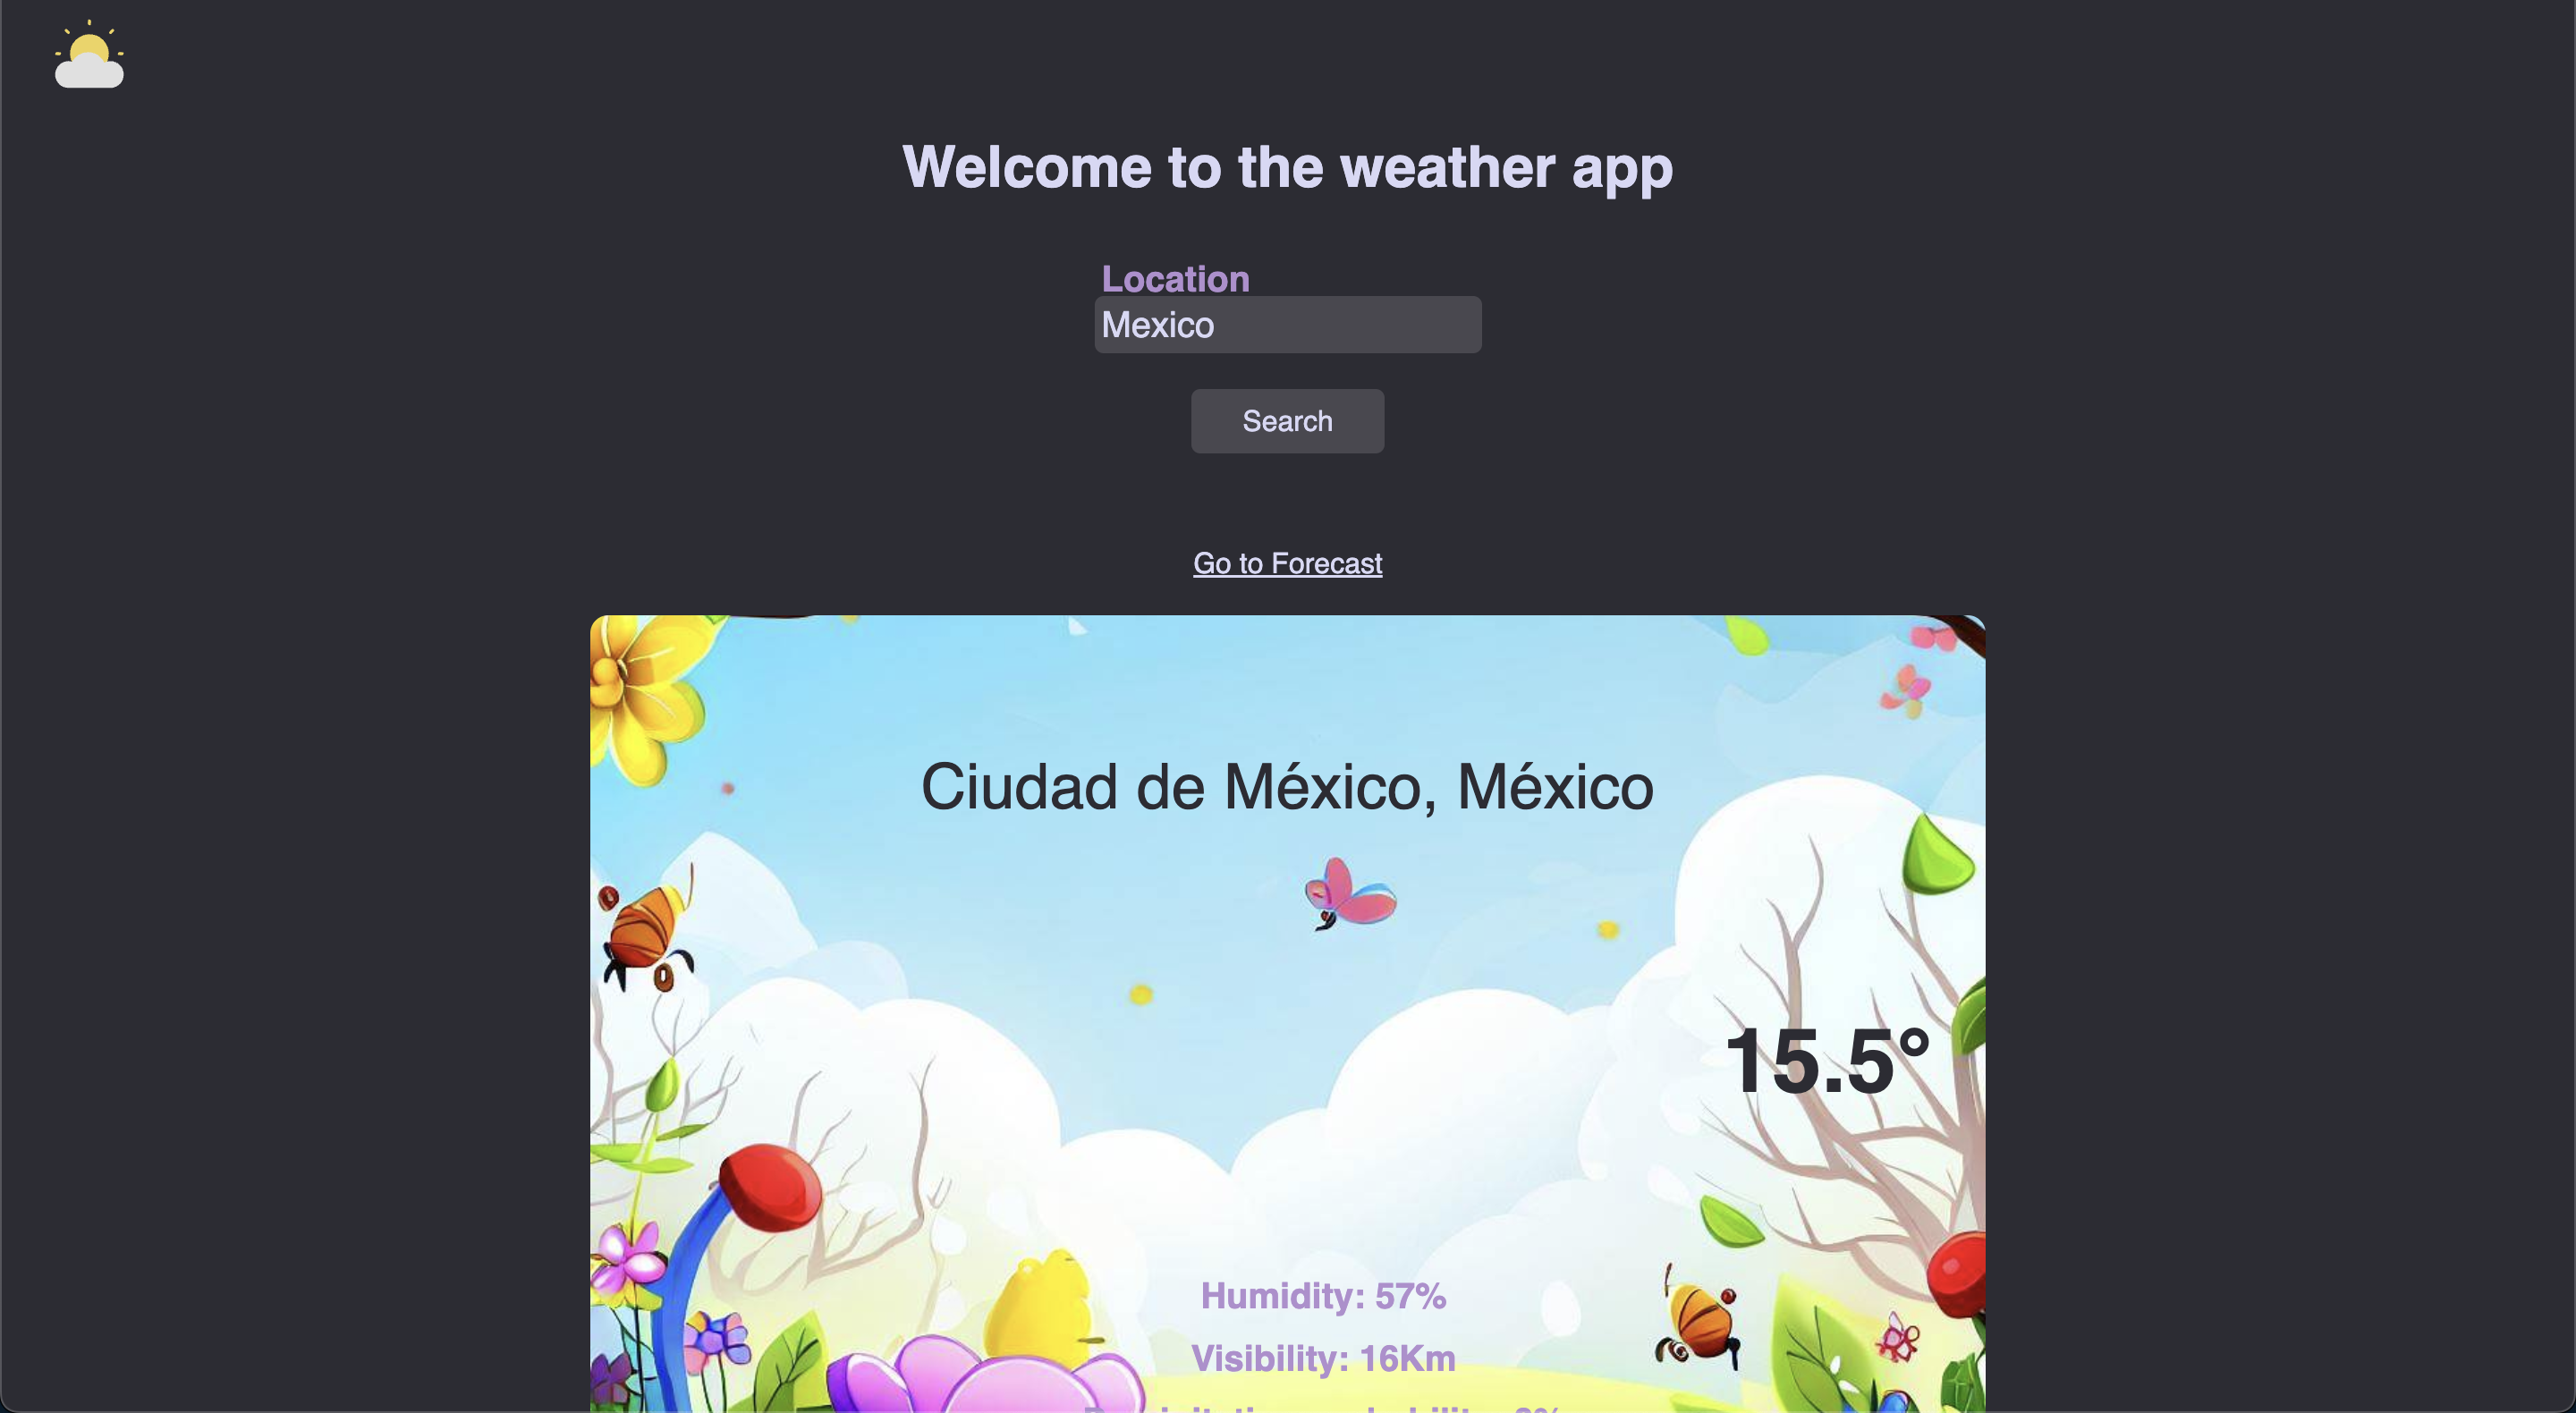 Welcome to the weather app
Location
Mexico
Search
Go to Forecast
Ciudad de México, México
15.5°
Humidity: 57%
Visibility: 16Km